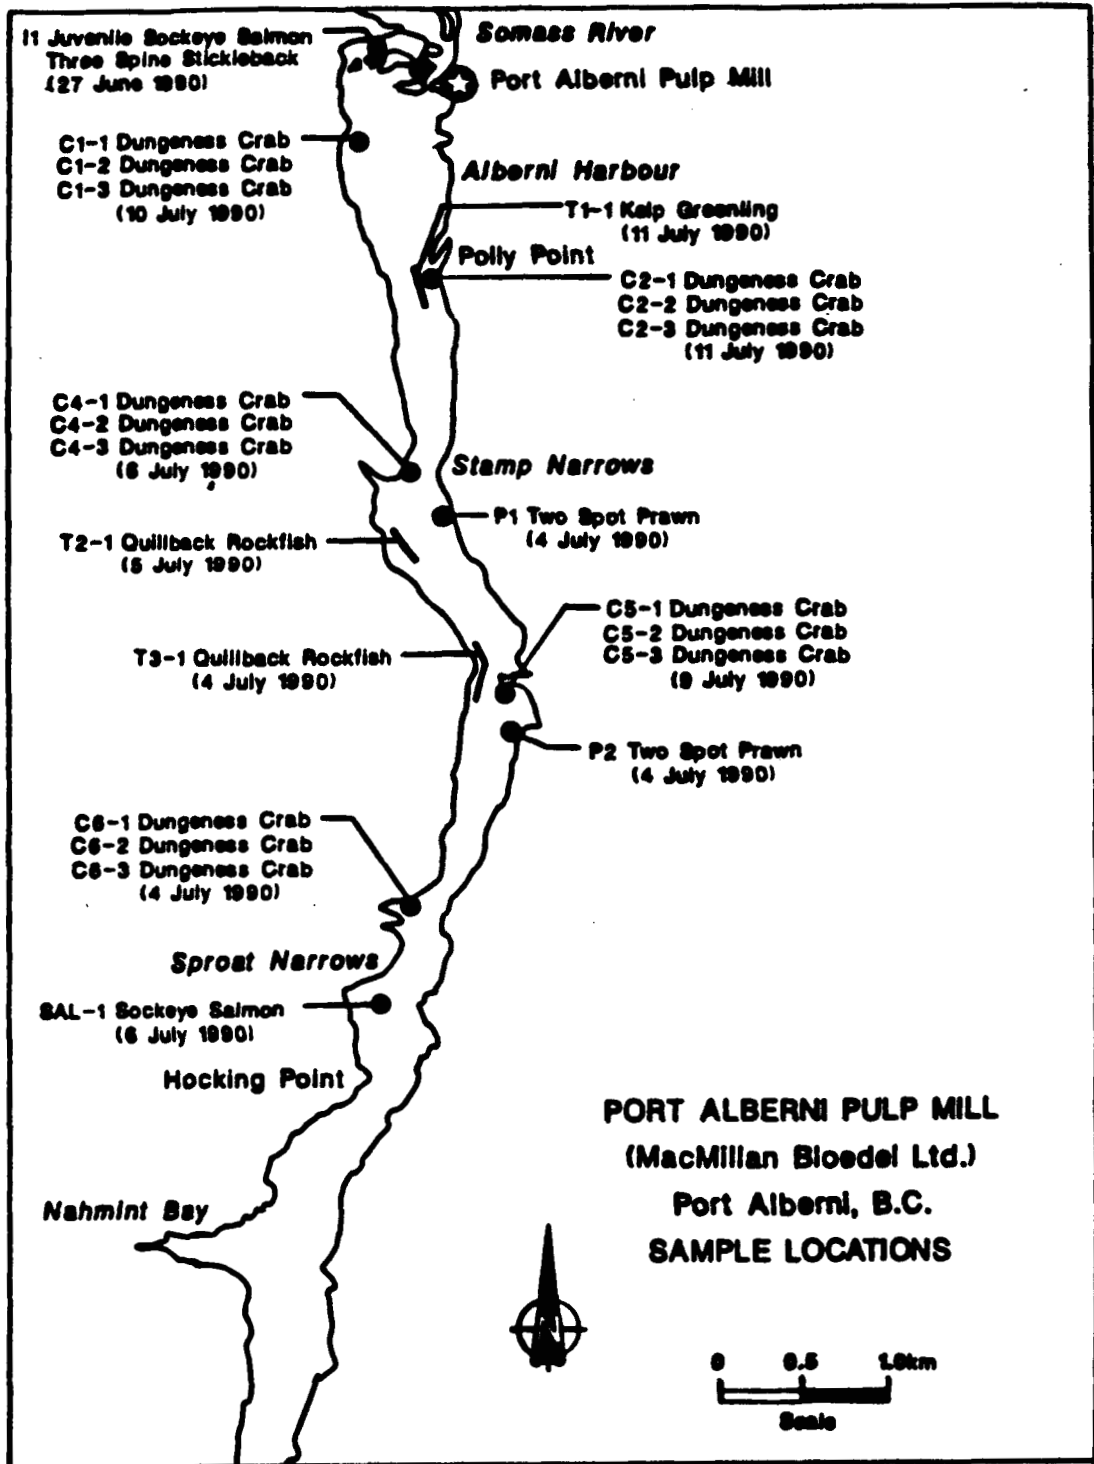 I1 Juvenile Sockeye Salmon
Three Spine Stickleback
(27 June 1990)
Somass River
Port Alberni Pulp Mill
C1-1 Dungeness Crab
C1-2 Dungeness Crab
C1-3 Dungeness Crab
(10 July 1990)
Alberni Harbour
T1-1 Kelp Greenling
(11 July 1990)
Polly Point
C2-1 Dungeness Crab
C2-2 Dungeness Crab
C2-3 Dungeness Crab
(11 July 1990)
C4-1 Dungeness Crab
C4-2 Dungeness Crab
C4-3 Dungeness Crab
(6 July 1990)
Stamp Narrows
P1 Two Spot Prawn
(4 July 1990)
T2-1 Quillback Rockfish
(5 July 1990)
C5-1 Dungeness Crab
C5-2 Dungeness Crab
C5-3 Dungeness Crab
(9 July 1990)
T3-1 Quillback Rockfish
(4 July 1990)
P2 Two Spot Prawn
(4 July 1990)
C6-1 Dungeness Crab
C6-2 Dungeness Crab
C6-3 Dungeness Crab
(4 July 1990)
Sproat Narrows
SAL-1 Sockeye Salmon
(6 July 1990)
Hocking Point
Nahmint Bay
PORT ALBERNI PULP MILL
(MacMillan Bloedel Ltd.)
Port Alberni, B.C.
SAMPLE LOCATIONS
0 0.5 1.0km
Scale